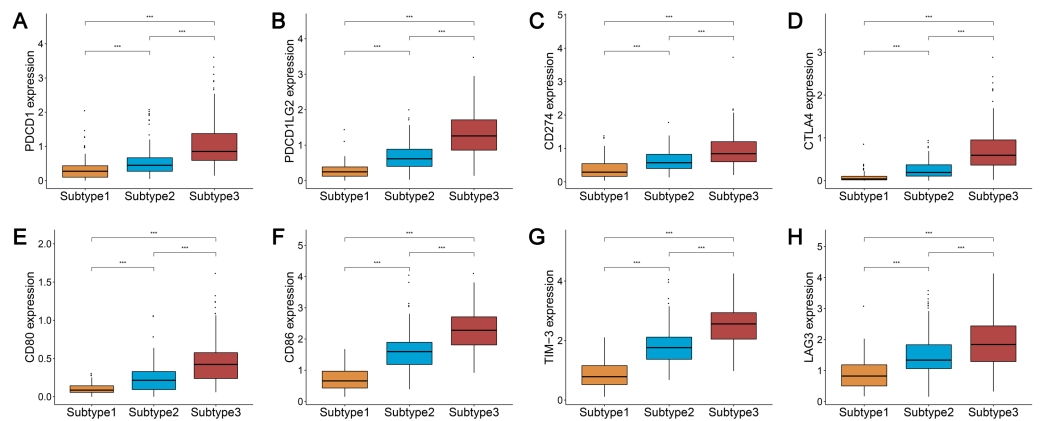 A
PDCD1 expression
4
3
2
1
0
***
***
***
Subtype1 Subtype2 Subtype3
B
PDCD1LG2 expression
4
3
2
1
0
***
***
***
Subtype1 Subtype2 Subtype3
C
CD274 expression
5
4
3
2
1
0
***
***
***
Subtype1 Subtype2 Subtype3
D
CTLA4 expression
3
2
1
0
***
***
***
Subtype1 Subtype2 Subtype3
E
CD80 expression
2.0
1.5
1.0
0.5
0.0
***
***
***
Subtype1 Subtype2 Subtype3
F
CD86 expression
5
4
3
2
1
0
***
***
***
Subtype1 Subtype2 Subtype3
G
TIM−3 expression
4
2
0
***
***
***
Subtype1 Subtype2 Subtype3
H
LAG3 expression
5
4
3
2
1
0
***
***
***
Subtype1 Subtype2 Subtype3